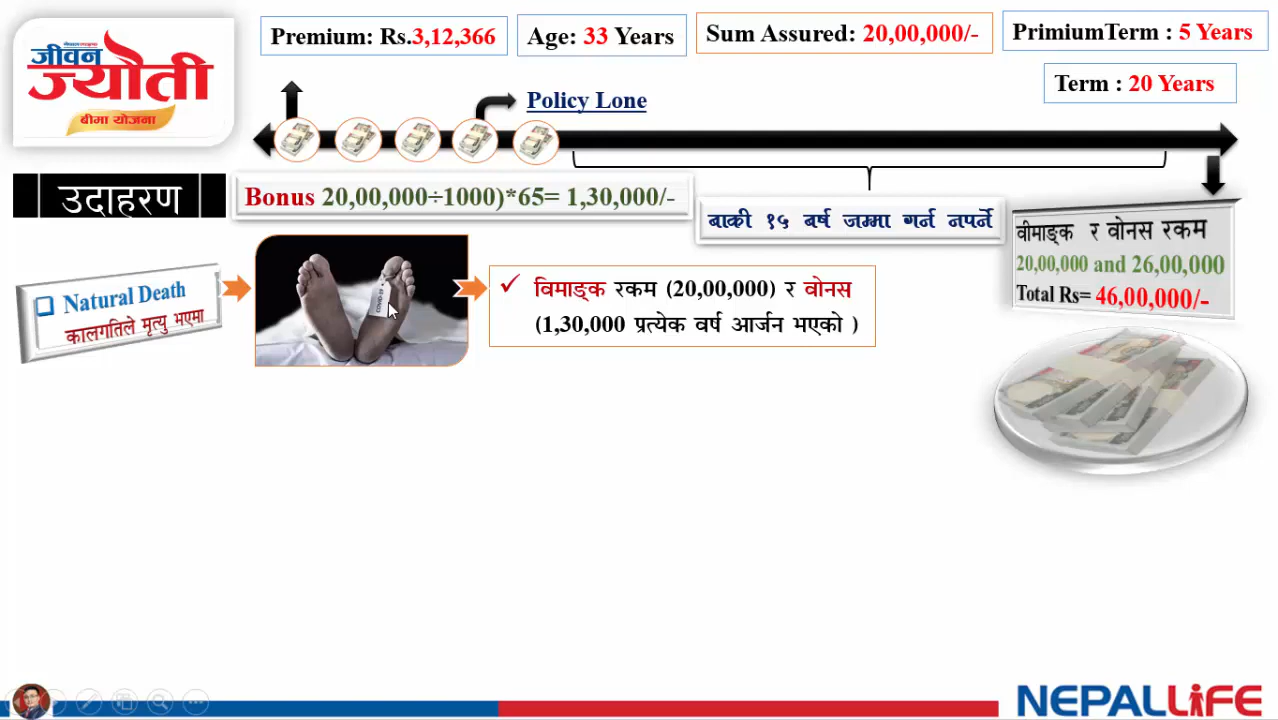 Premium: Rs.3,12,366
Age: 33 Years
Sum Assured: 20,00,000/-
PrimiumTerm : 5 Years
Term : 20 Years
जीवन
ज्योती
बीमा योजना
Policy Lone
उदाहरण
Bonus 20,00,000÷1000)*65= 1,30,000/-
बाकी १५ बर्ष जम्मा गर्न नपर्ने
वीमाङ्क र वोनस रकम
20,00,000 and 26,00,000
Total Rs= 46,00,000/-
Natural Death
कालगतिले मृत्यु भएमा
विमाङ्क रकम (20,00,000) र वोनस
(1,30,000 प्रत्येक वर्ष आर्जन भएको )
NEPALLIFE